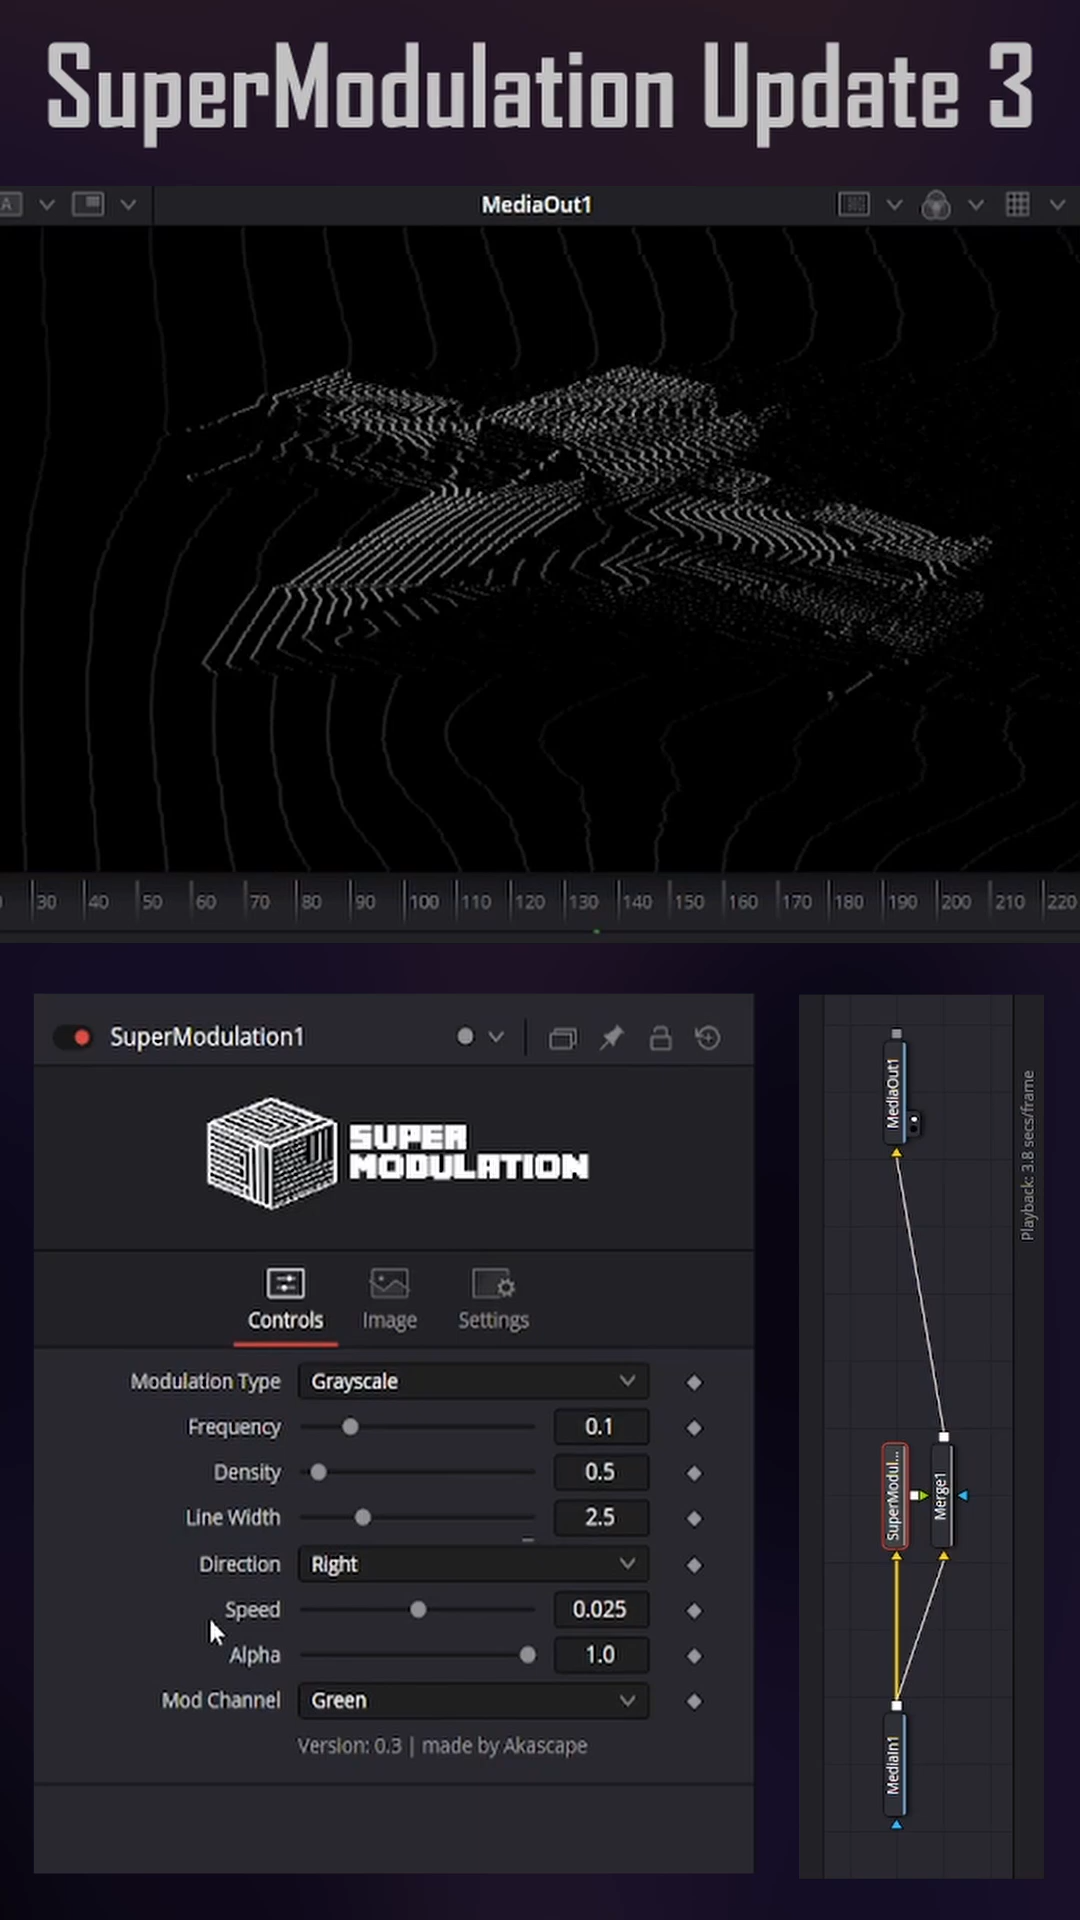 SuperModulation Update 3
A
MediaOut1
30 40 50 60 70 80 90 100 110 120 130 140 150 160 170 180 190 200 210 220
SuperModulation1
SUPER
MODULATION
Controls Image Settings
Modulation Type Grayscale
Frequency 0.1
Density 0.5
Line Width 2.5
Direction Right
Speed 0.025
Alpha 1.0
Mod Channel Green
Version: 0.3 | made by Akascape
MediaOut1
Playback: 3.8 secs/frame
SuperModul...
Merge1
MediaIn1